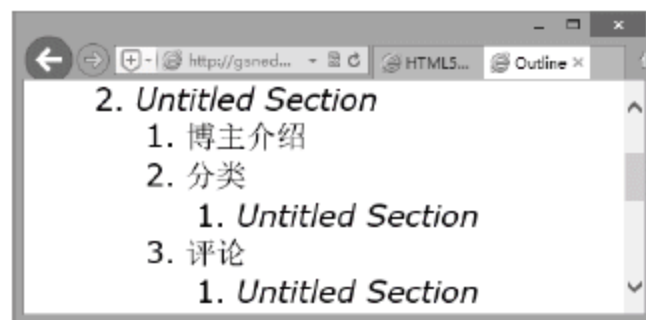 http://gsned...
HTML5...
Outline ×
2. Untitled Section
1. 博主介绍
2. 分类
1. Untitled Section
3. 评论
1. Untitled Section